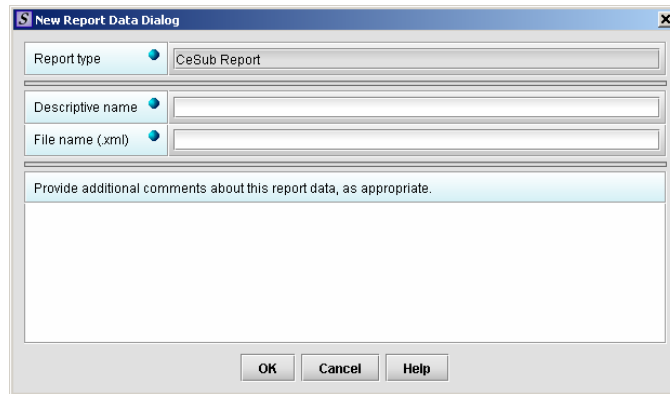 S New Report Data Dialog
Report type CeSub Report
Descriptive name
File name (.xml)
Provide additional comments about this report data, as appropriate.
OK Cancel Help